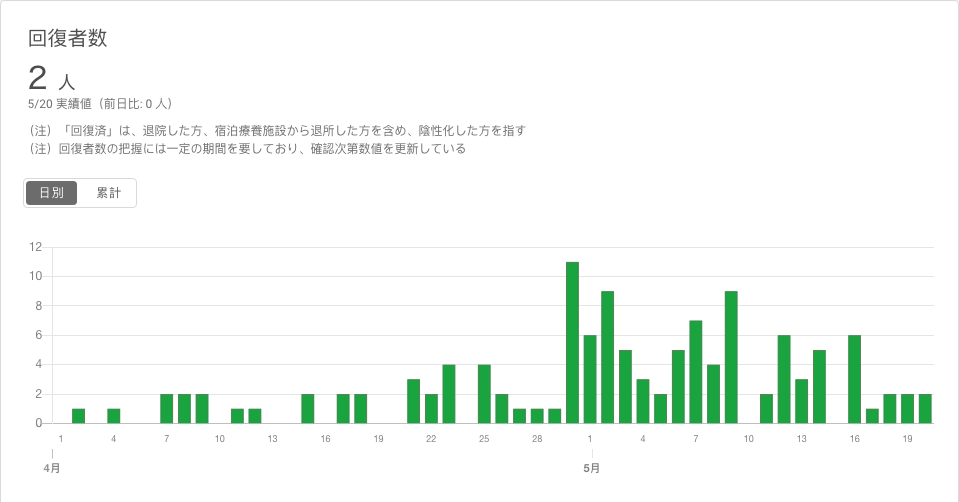 回復者数
2 人
5/20 実績値（前日比: 0 人）
（注）「回復済」は、退院した方、宿泊療養施設から退所した方を含め、陰性化した方を指す
（注）回復者数の把握には一定の期間を要しており、確認次第数値を更新している
日別 累計
12
10
8
6
4
2
0
1 4 7 10 13 16 19 22 25 28 1 4 7 10 13 16 19
4月 5月